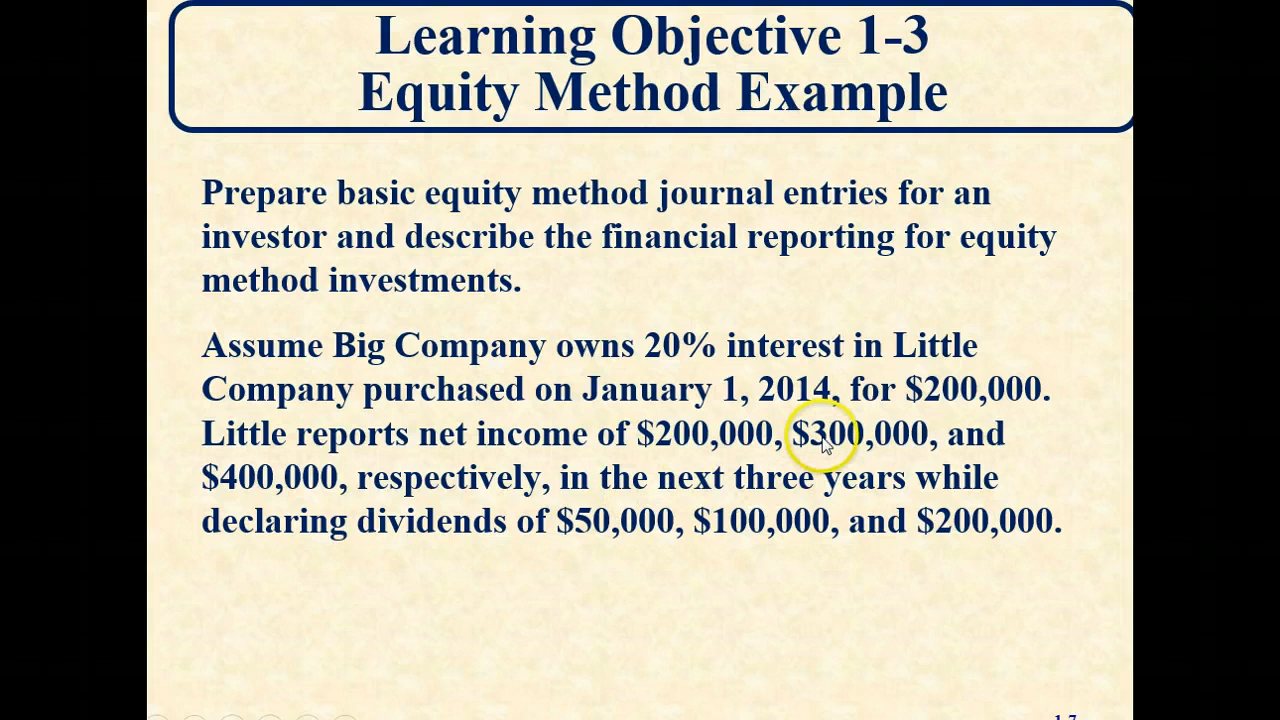 Learning Objective 1-3
Equity Method Example
Prepare basic equity method journal entries for an
investor and describe the financial reporting for equity
method investments.
Assume Big Company owns 20% interest in Little
Company purchased on January 1, 2014, for $200,000.
Little reports net income of $200,000, $300,000, and
$400,000, respectively, in the next three years while
declaring dividends of $50,000, $100,000, and $200,000.